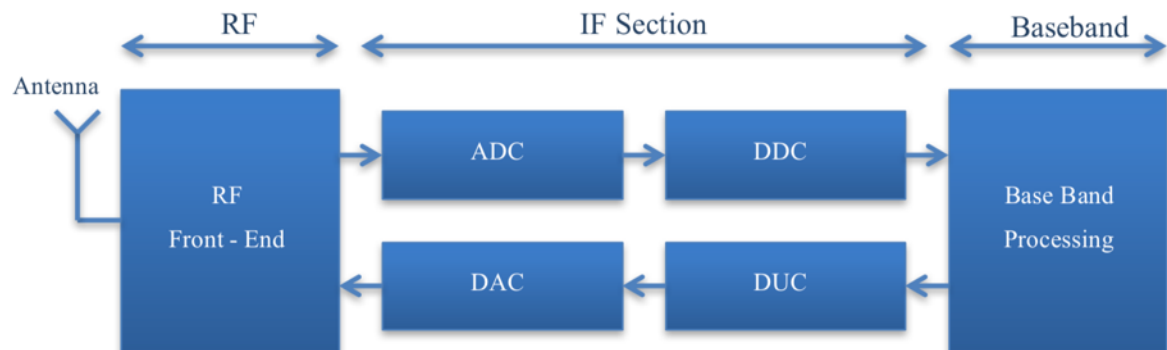 RF
IF Section
Baseband
Antenna
RF
Front - End
ADC
DDC
Base Band
Processing
DAC
DUC